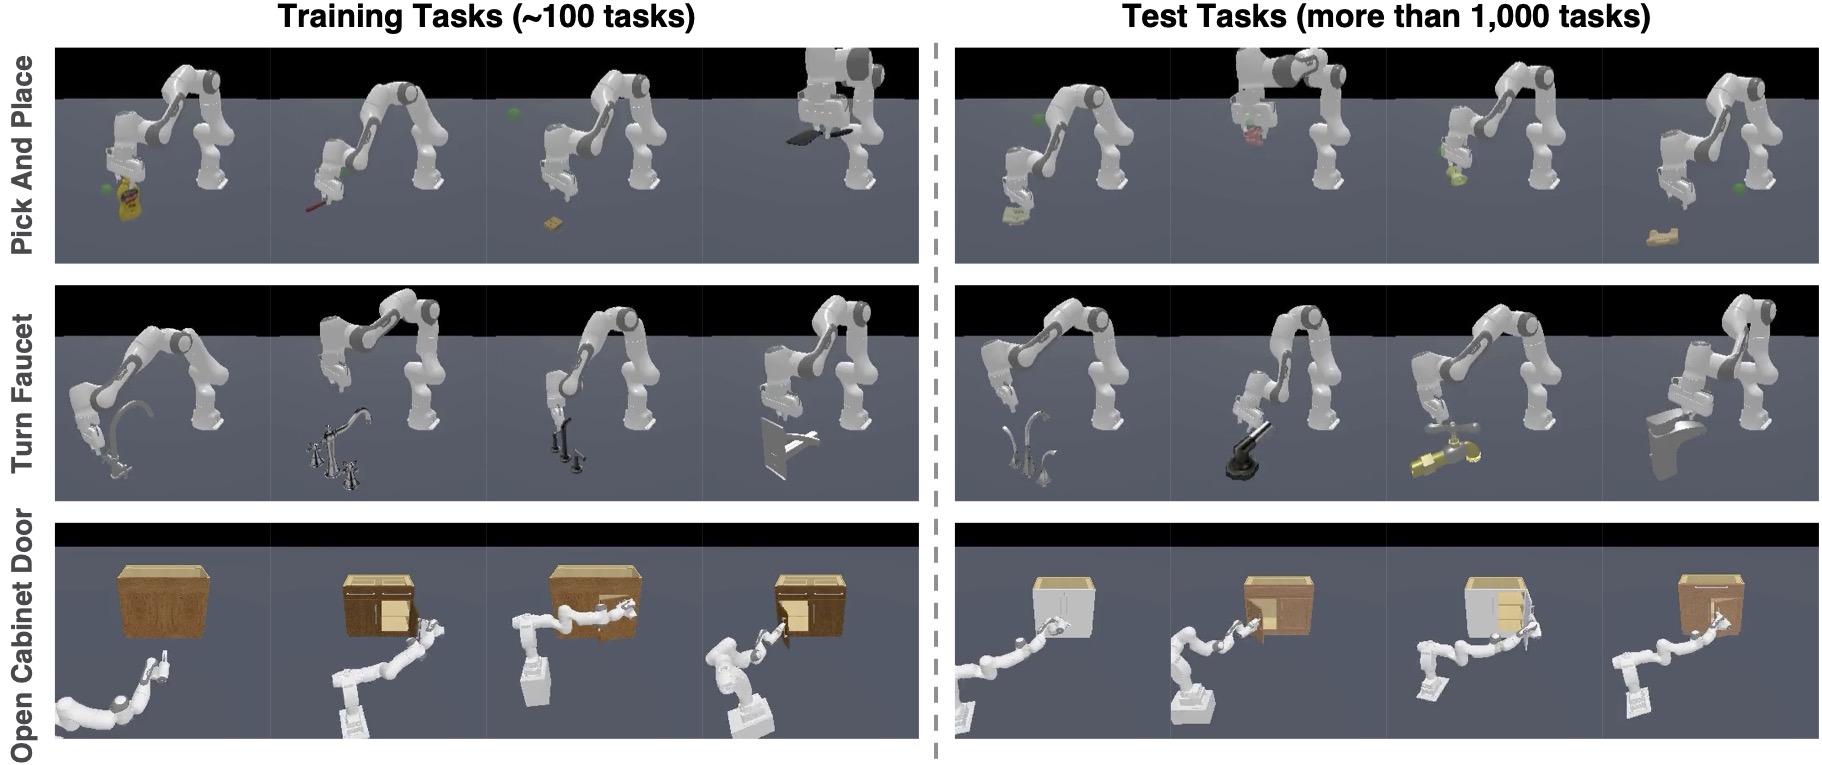 Training Tasks (~100 tasks)
Test Tasks (more than 1,000 tasks)
Pick And Place
Turn Faucet
Open Cabinet Door